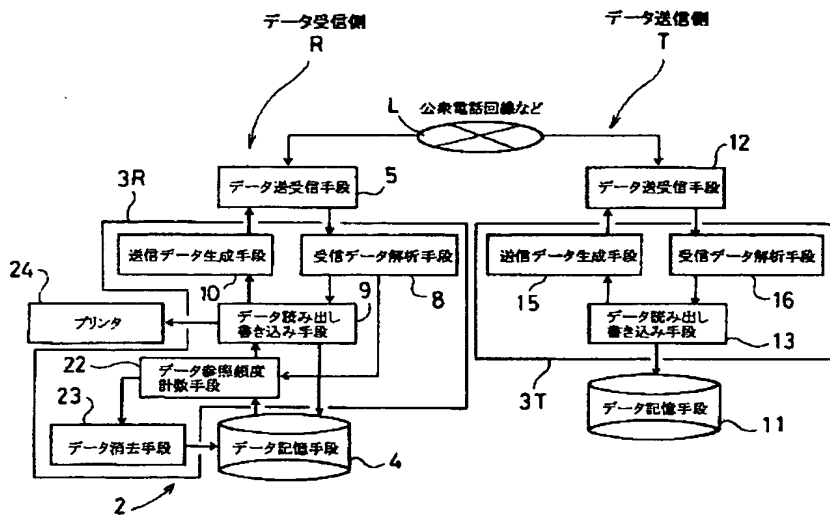 データ受信側
R
データ送信側
T
L
公衆電話回線など
12
データ送受信手段
5
データ送受信手段
3R
送信データ生成手段
受信データ解析手段
送信データ生成手段
受信データ解析手段
24
10
9
8
15
16
プリンタ
データ読み出し
書き込み手段
データ読み出し
書き込み手段
13
22
データ参照頻度
計数手段
23
3T
データ消去手段
データ記憶手段
4
データ記憶手段
11
2